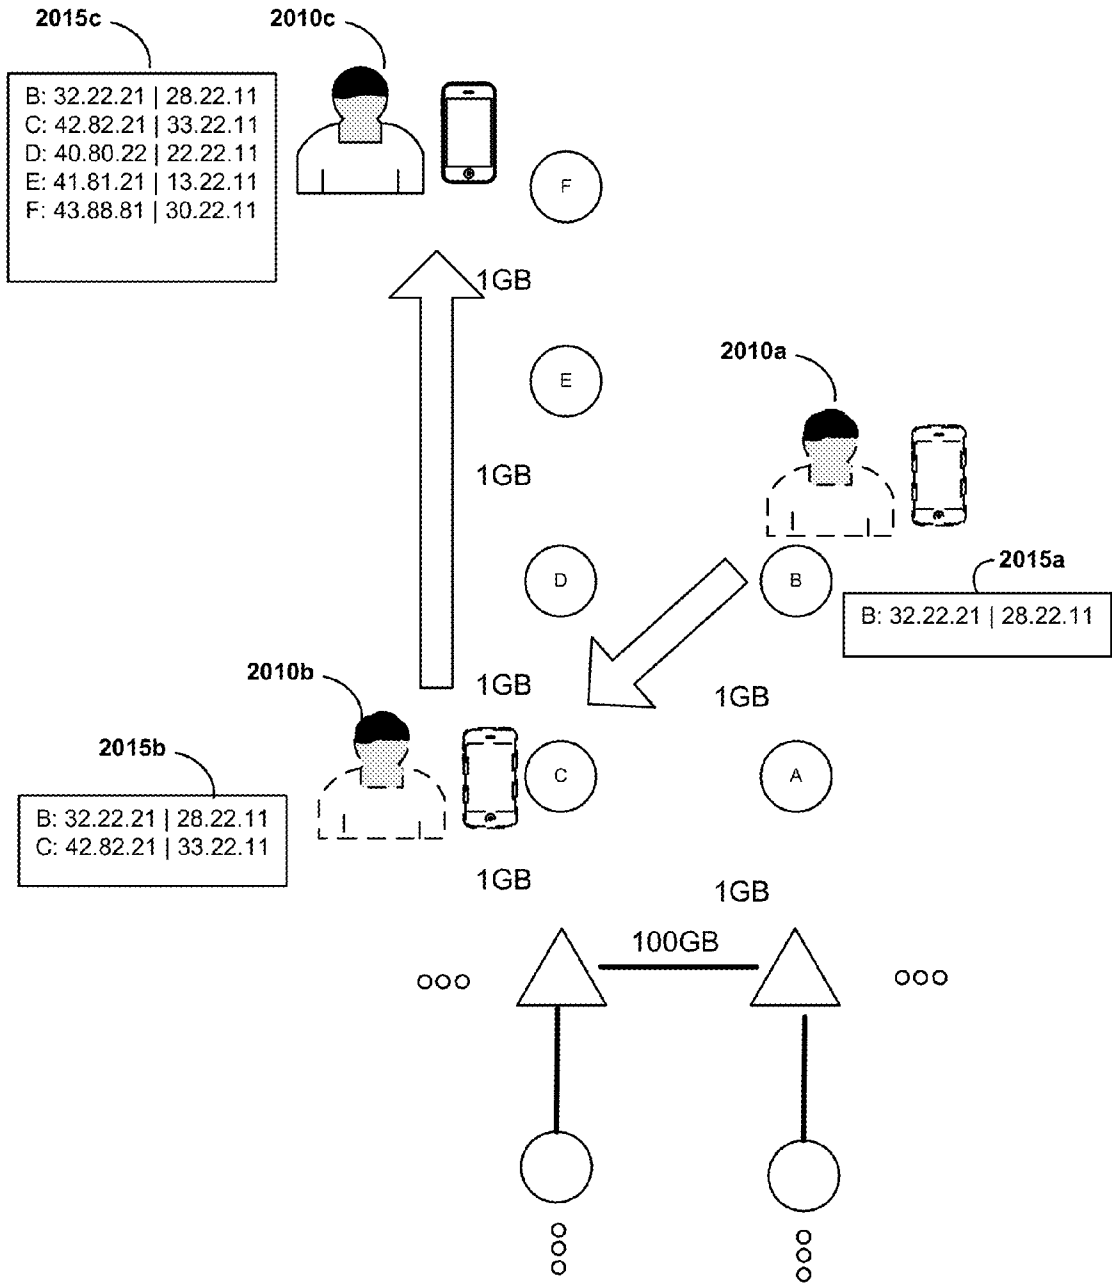 2015c
2010c
B: 32.22.21 | 28.22.11
C: 42.82.21 | 33.22.11
D: 40.80.22 | 22.22.11
E: 41.81.21 | 13.22.11
F: 43.88.81 | 30.22.11
F
1GB
E
2010a
1GB
D
B
2015a
B: 32.22.21 | 28.22.11
2010b
1GB
1GB
2015b
C
A
B: 32.22.21 | 28.22.11
C: 42.82.21 | 33.22.11
1GB
1GB
100GB